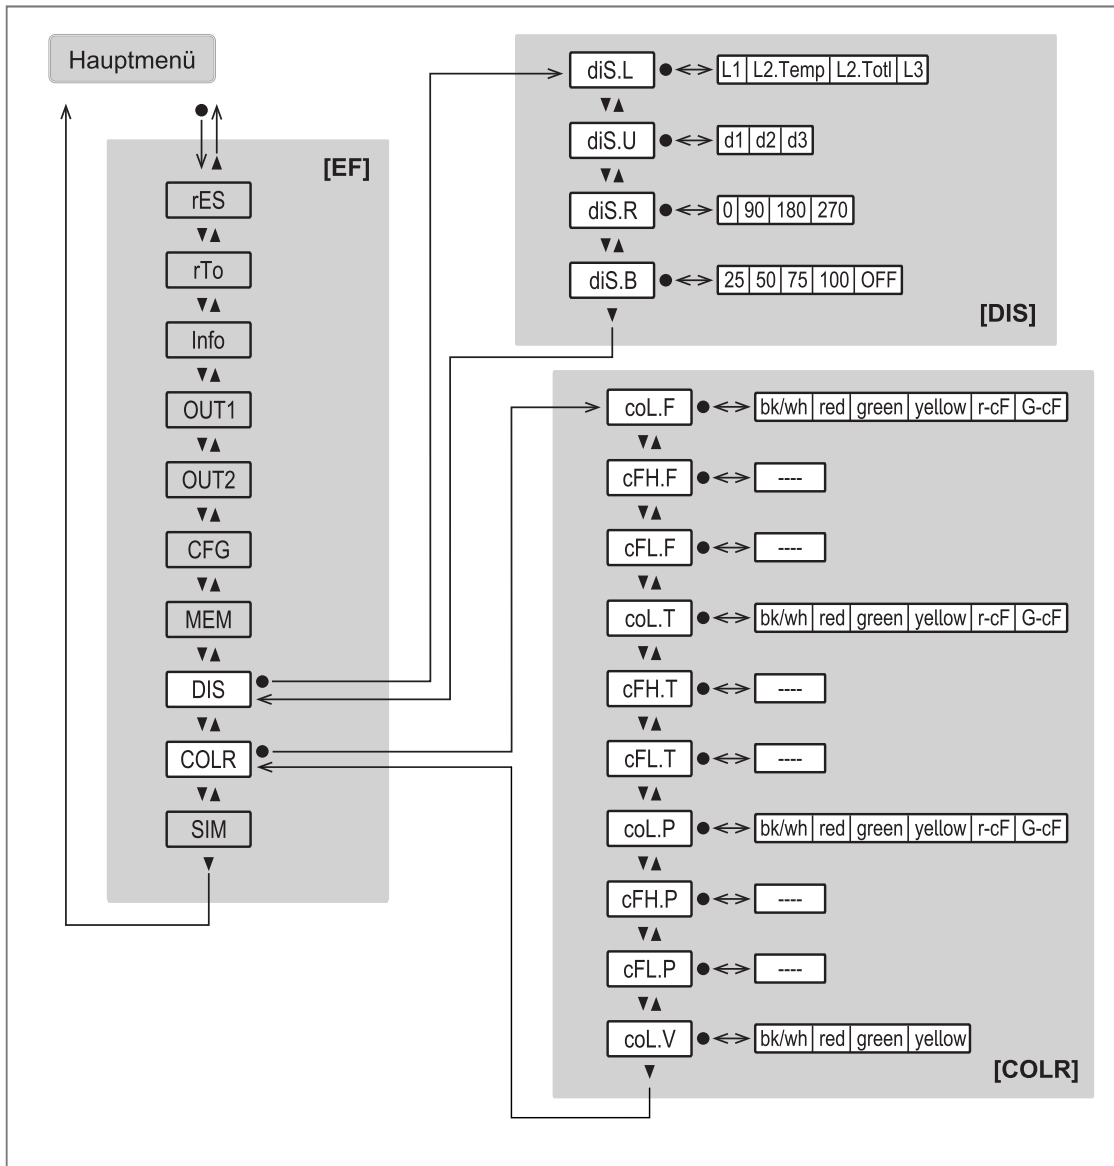 Hauptmenü
[EF]
rES
rTo
Info
OUT1
OUT2
CFG
MEM
DIS
COLR
SIM
diS.L L1 L2.Temp L2.Totl L3
diS.U d1 d2 d3
diS.R 0 90 180 270
diS.B 25 50 75 100 OFF
[DIS]
coL.F bk/wh red green yellow r-cF G-cF
cFH.F ----
cFL.F ----
coL.T bk/wh red green yellow r-cF G-cF
cFH.T ----
cFL.T ----
coL.P bk/wh red green yellow r-cF G-cF
cFH.P ----
cFL.P ----
coL.V bk/wh red green yellow
[COLR]